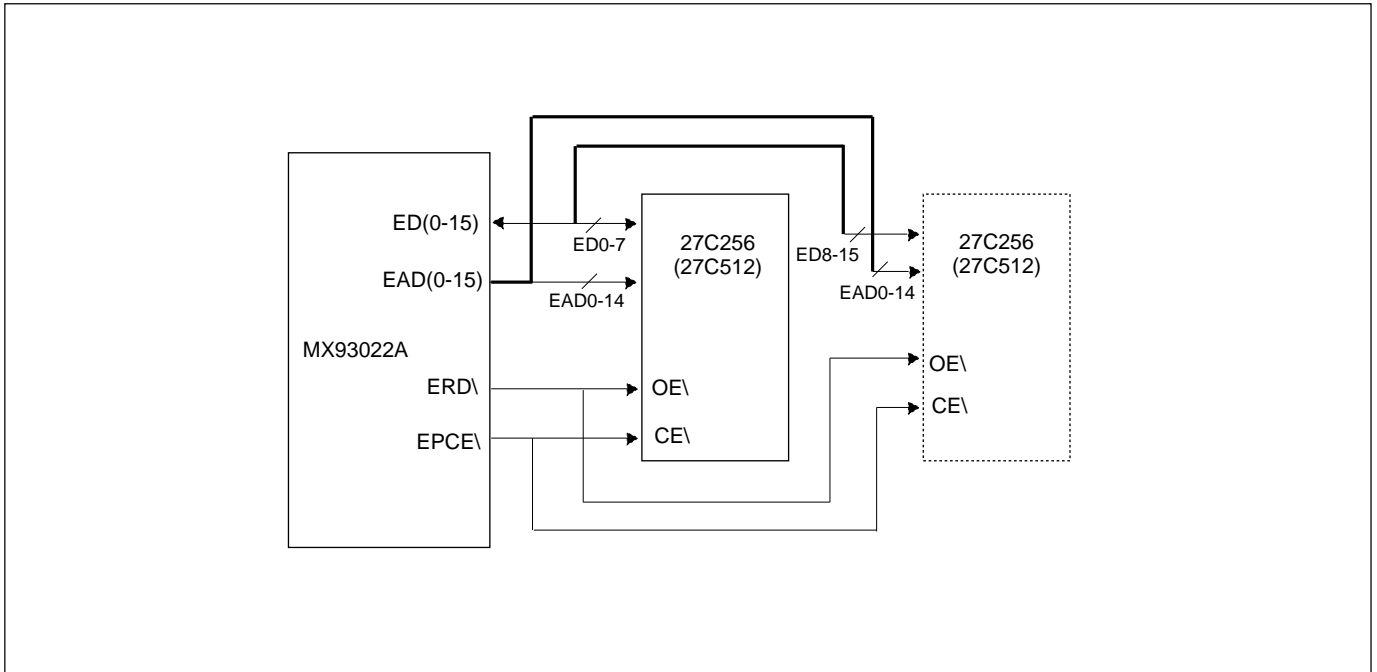 ED(0-15)
EAD(0-15)
MX93022A
ERD\
EPCE\
ED0-7
EAD0-14
27C256
(27C512)
OE\
CE\
ED8-15
EAD0-14
27C256
(27C512)
OE\
CE\